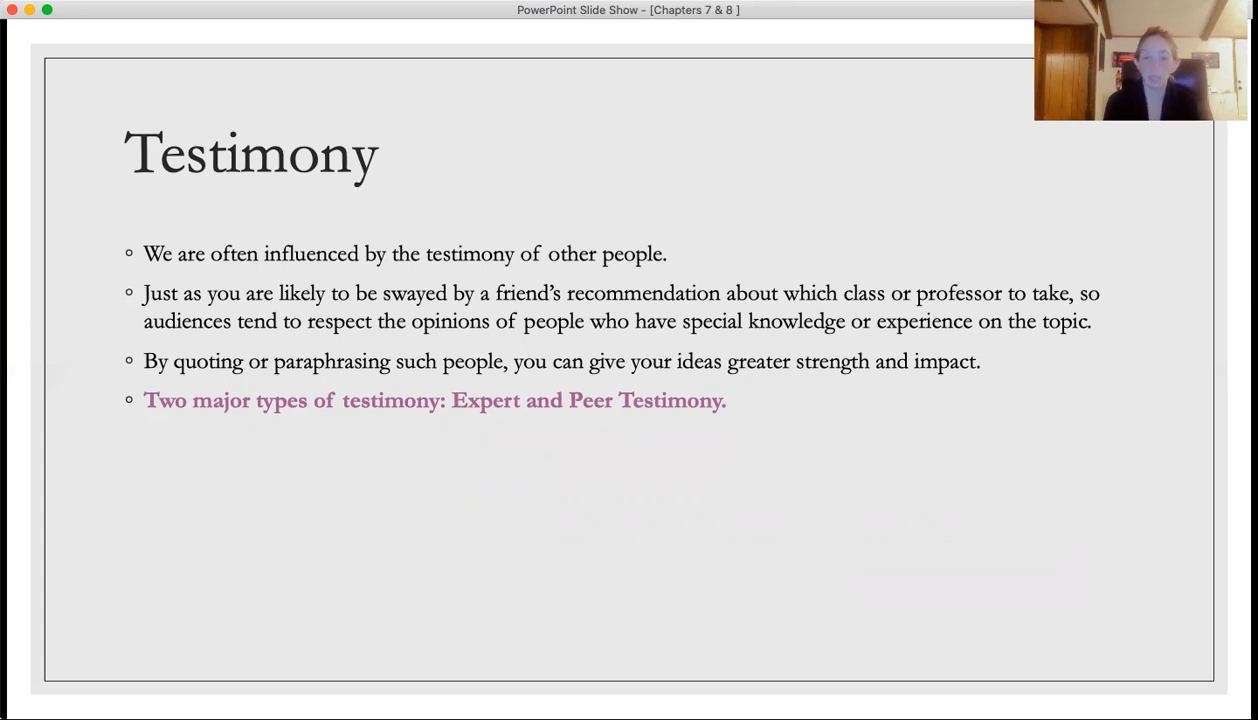 PowerPoint Slide Show - [Chapters 7 & 8 ]
Testimony
◦ We are often influenced by the testimony of other people.
◦ Just as you are likely to be swayed by a friend’s recommendation about which class or professor to take, so
audiences tend to respect the opinions of people who have special knowledge or experience on the topic.
◦ By quoting or paraphrasing such people, you can give your ideas greater strength and impact.
◦ Two major types of testimony: Expert and Peer Testimony.